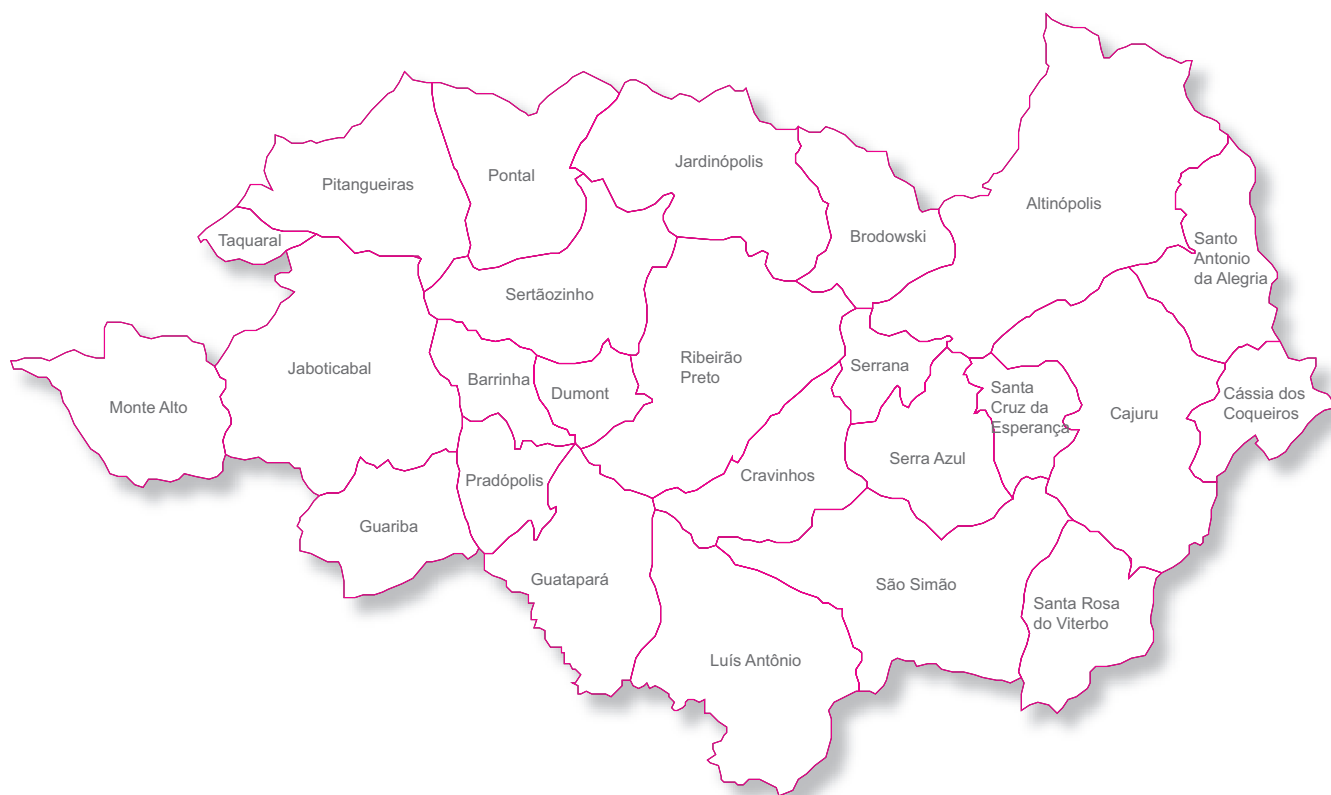 Jardinópolis
Pontal
Pitangueiras
Altinópolis
Brodowski
Taquaral
Santo
Antonio
da Alegria
Sertãozinho
Ribeirão
Preto
Serrana
Jaboticabal
Barrinha
Dumont
Santa
Cruz da
Esperança
Cássia dos
Coqueiros
Monte Alto
Cajuru
Serra Azul
Cravinhos
Pradópolis
Guariba
Guatapará
São Simão
Santa Rosa
do Viterbo
Luís Antônio